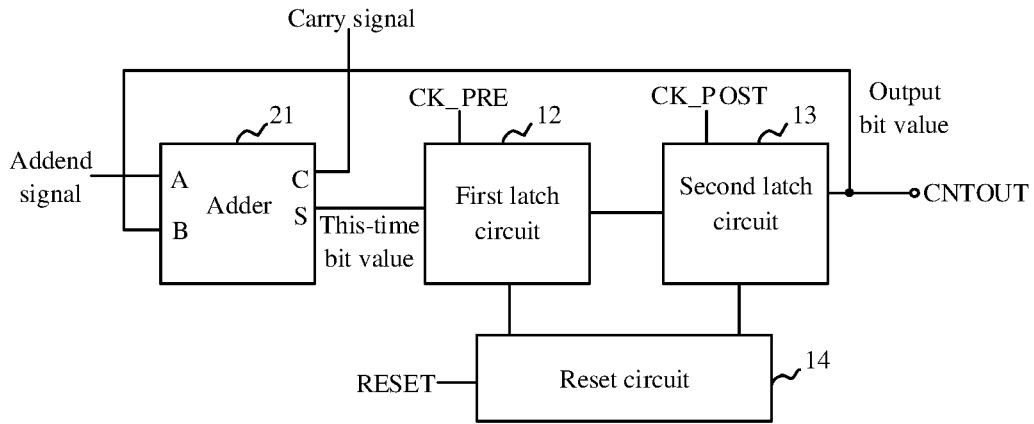 Carry signal
CK_PRE
CK_POST
Output
bit value
21
12
13
Addend
signal
A
B
Adder
C
S
This-time
bit value
First latch
circuit
Second latch
circuit
CNTOUT
RESET
Reset circuit
14